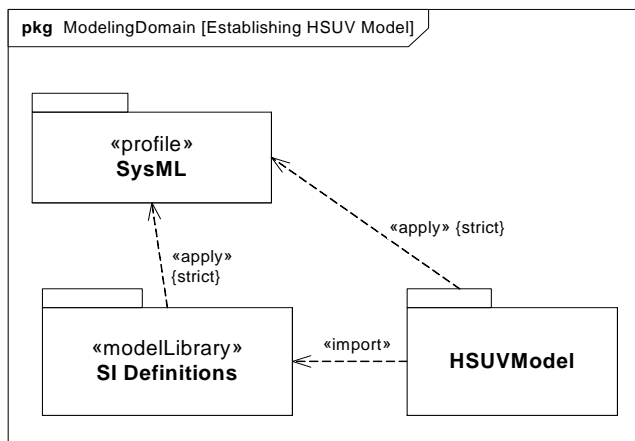 pkg ModelingDomain [Establishing HSUV Model]
«profile»
SysML
«apply» {strict}
«apply»
{strict}
«modelLibrary»
SI Definitions
«import»
HSUVModel